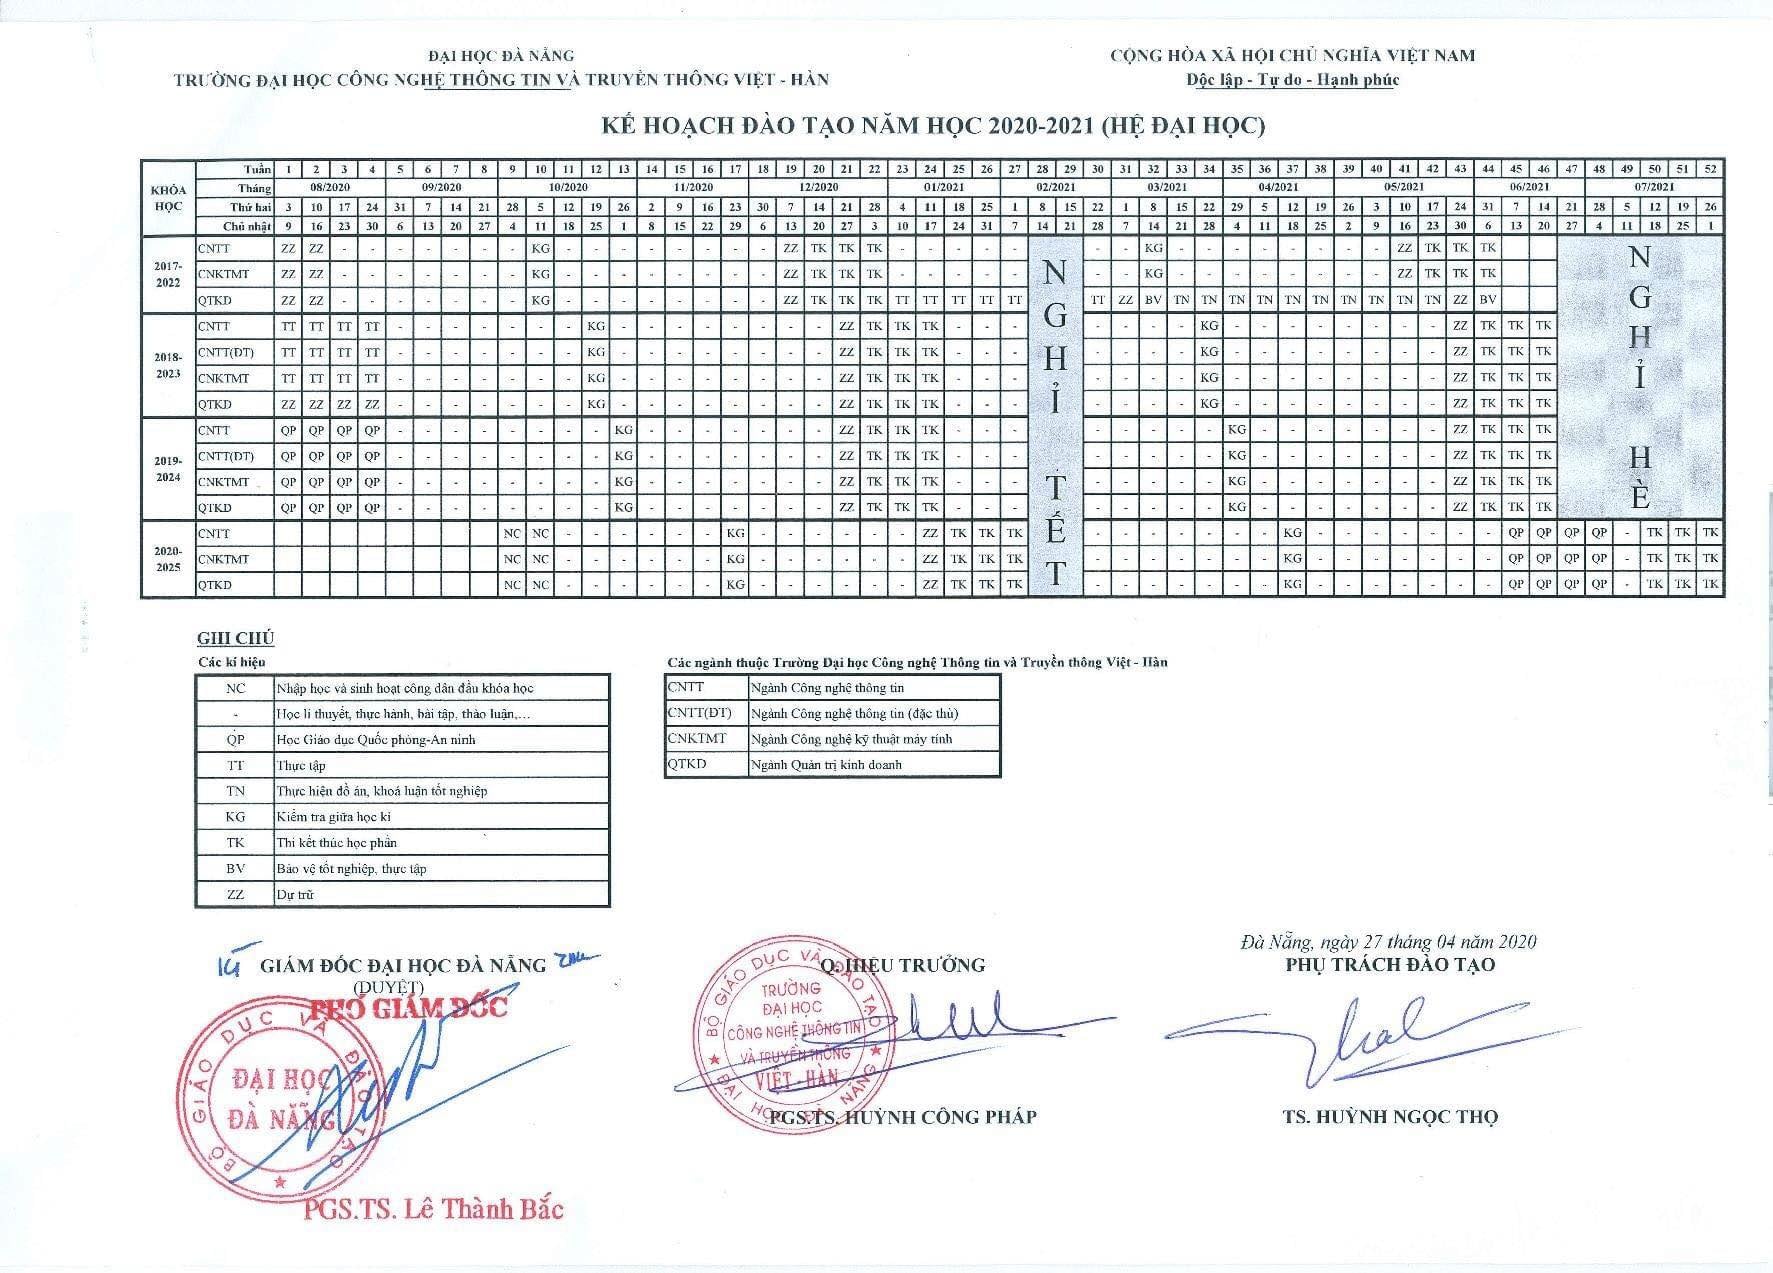 ĐẠI HỌC ĐÀ NẴNG
TRƯỜNG ĐẠI HỌC CÔNG NGHỆ THÔNG TIN VÀ TRUYỀN THÔNG VIỆT - HÀN
CỘNG HÒA XÃ HỘI CHỦ NGHĨA VIỆT NAM
Độc lập - Tự do - Hạnh phúc
KẾ HOẠCH ĐÀO TẠO NĂM HỌC 2020-2021 (HỆ ĐẠI HỌC)
KHÓA HỌC
Tuần 1 2 3 4 5 6 7 8 9 10 11 12 13 14 15 16 17 18 19 20 21 22 23 24 25 26 27 28 29 30 31 32 33 34 35 36 37 38 39 40 41 42 43 44 45 46 47 48 49 50 51 52
Tháng 08/2020 09/2020 10/2020 11/2020 12/2020 01/2021 02/2021 03/2021 04/2021 05/2021 06/2021 07/2021
Thứ hai 3 10 17 24 31 7 14 21 28 5 12 19 26 2 9 16 23 30 7 14 21 28 4 11 18 25 1 8 15 22 1 8 15 22 29 5 12 19 26 3 10 17 24 31 7 14 21 28 5 12 19 26
Chủ nhật 9 16 23 30 6 13 20 27 4 11 18 25 1 8 15 22 29 6 13 20 27 3 10 17 24 31 7 14 21 28 7 14 21 28 4 11 18 25 2 9 16 23 30 6 13 20 27 4 11 18 25 1
2017-2022
CNTT ZZ ZZ - - - - - - - KG - - - - - - - - ZZ TK TK TK - - - - - - - KG - - - - - - - - ZZ TK TK TK
CNKTMT ZZ ZZ - - - - - - - KG - - - - - - - - ZZ TK TK TK - - - - - - - KG - - - - - - - - ZZ TK TK TK
QTKD ZZ ZZ - - - - - - - KG - - - - - - - - ZZ TK TK TK TT TT TT TT TT TT ZZ BV TN TN TN TN TN TN TN TN TN TN ZZ BV
2018-2023
CNTT TT TT TT TT - - - - - - - KG - - - - - - - - ZZ TK TK TK - - - - - - - KG - - - - - - - - ZZ TK TK TK
CNTT(ĐT) TT TT TT TT - - - - - - - KG - - - - - - - - ZZ TK TK TK - - - - - - - KG - - - - - - - - ZZ TK TK TK
CNKTMT TT TT TT TT - - - - - - - KG - - - - - - - - ZZ TK TK TK - - - - - - - KG - - - - - - - - ZZ TK TK TK
QTKD ZZ ZZ ZZ ZZ - - - - - - - KG - - - - - - - - ZZ TK TK TK - - - - - - - KG - - - - - - - - ZZ TK TK TK
2019-2024
CNTT QP QP QP QP - - - - - - - - KG - - - - - - - ZZ TK TK TK - - - - - - - - KG - - - - - - - ZZ TK TK TK
CNTT(ĐT) QP QP QP QP - - - - - - - - KG - - - - - - - ZZ TK TK TK - - - - - - - - KG - - - - - - - ZZ TK TK TK
CNKTMT QP QP QP QP - - - - - - - - KG - - - - - - - ZZ TK TK TK - - - - - - - - KG - - - - - - - ZZ TK TK TK
QTKD QP QP QP QP - - - - - - - - KG - - - - - - - ZZ TK TK TK - - - - - - - - KG - - - - - - - ZZ TK TK TK
2020-2025
CNTT NC NC - - - - - - KG - - - - - - ZZ TK TK TK - - - - - - - KG - - - - - - - QP QP QP QP - TK TK TK
CNKTMT NC NC - - - - - - KG - - - - - - ZZ TK TK TK - - - - - - - KG - - - - - - - QP QP QP QP - TK TK TK
QTKD NC NC - - - - - - KG - - - - - - ZZ TK TK TK - - - - - - - KG - - - - - - - QP QP QP QP - TK TK TK
NGHỈ TẾT
NGHỈ HÈ
GHI CHÚ
Các kí hiệu
NC Nhập học và sinh hoạt công dân đầu khóa học
- Học lí thuyết, thực hành, bài tập, thảo luận,...
QP Học Giáo dục Quốc phòng-An ninh
TT Thực tập
TN Thực hiện đồ án, khoá luận tốt nghiệp
KG Kiểm tra giữa học kì
TK Thi kết thúc học phần
BV Bảo vệ tốt nghiệp, thực tập
ZZ Dự trữ
Các ngành thuộc Trường Đại học Công nghệ Thông tin và Truyền thông Việt - Hàn
CNTT Ngành Công nghệ thông tin
CNTT(ĐT) Ngành Công nghệ thông tin (đặc thù)
CNKTMT Ngành Công nghệ kỹ thuật máy tính
QTKD Ngành Quản trị kinh doanh
Đà Nẵng, ngày 27 tháng 04 năm 2020
GIÁM ĐỐC ĐẠI HỌC ĐÀ NẴNG
(DUYỆT)
PHÓ GIÁM ĐỐC
BỘ GIÁO DỤC VÀ ĐÀO TẠO
ĐẠI HỌC
ĐÀ NẴNG
PGS.TS. Lê Thành Bắc
Q. HIỆU TRƯỞNG
BỘ GIÁO DỤC VÀ ĐÀO TẠO
TRƯỜNG
ĐẠI HỌC
CÔNG NGHỆ THÔNG TIN
VÀ TRUYỀN THÔNG
VIỆT - HÀN
ĐẠI HỌC ĐÀ NẴNG
PGS.TS. HUỲNH CÔNG PHÁP
PHỤ TRÁCH ĐÀO TẠO
TS. HUỲNH NGỌC THỌ